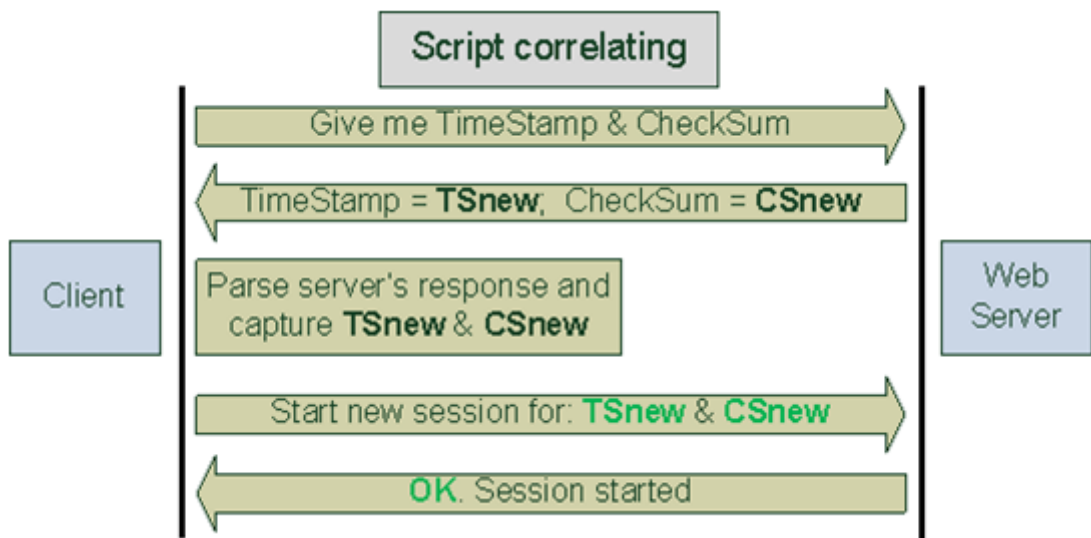 Script correlating
Give me TimeStamp & CheckSum
TimeStamp = TSnew; CheckSum = CSnew
Client
Parse server's response and
capture TSnew & CSnew
Web
Server
Start new session for: TSnew & CSnew
OK. Session started